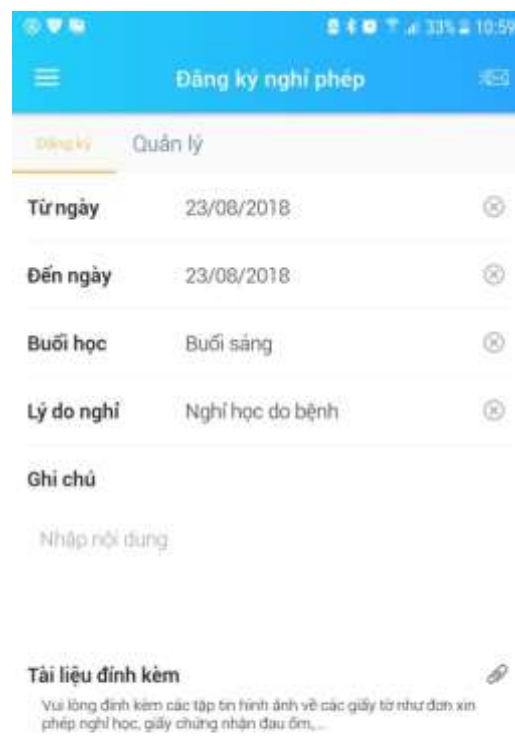 33% 10:59
Đăng ký nghỉ phép
Đăng ký Quản lý
Từ ngày 23/08/2018
Đến ngày 23/08/2018
Buổi học Buổi sáng
Lý do nghỉ Nghỉ học do bệnh
Ghi chú
Nhập nội dung
Tài liệu đính kèm
Vui lòng đính kèm các tập tin hình ảnh về các giấy tờ như đơn xin
phép nghỉ học, giấy chứng nhận đau ốm,...